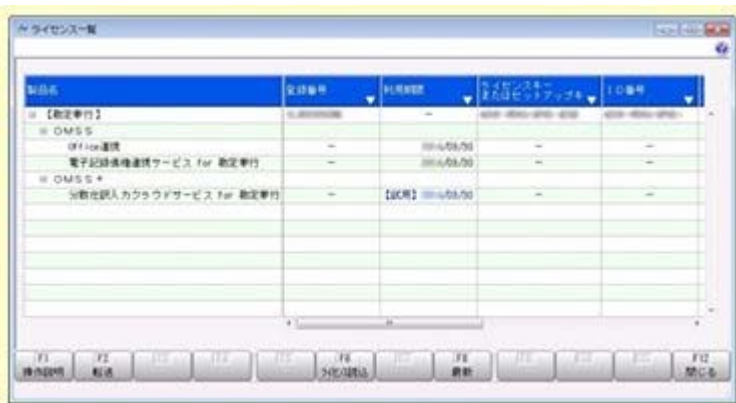 ライセンス一覧
製品名 登録番号 利用期限 ライセンスキー またはセットアップキー ID番号
【勘定奉行】 －
OMSS
Office連携 － － －
電子記録債権連携サービス for 勘定奉行 － － －
OMSS+
分散仕訳入力クラウドサービス for 勘定奉行 － 【試用】 － －
F1 F2 F6 F8 F12
操作説明 転送 ﾗｲｾﾝｽ読込 最新 閉じる